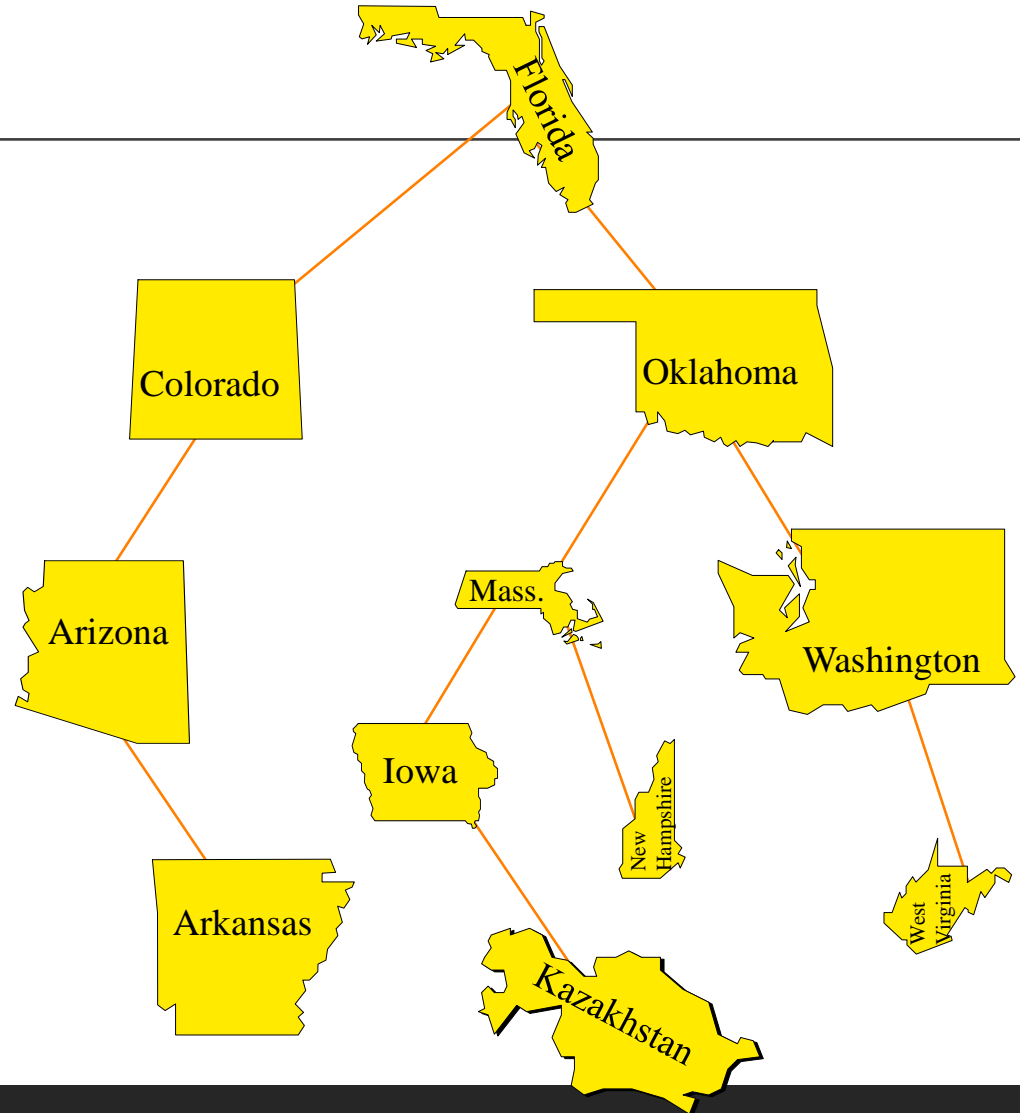 Florida
Colorado
Oklahoma
Arizona
Mass.
Washington
Iowa
New
Hampshire
Arkansas
West
Virginia
Kazakhstan